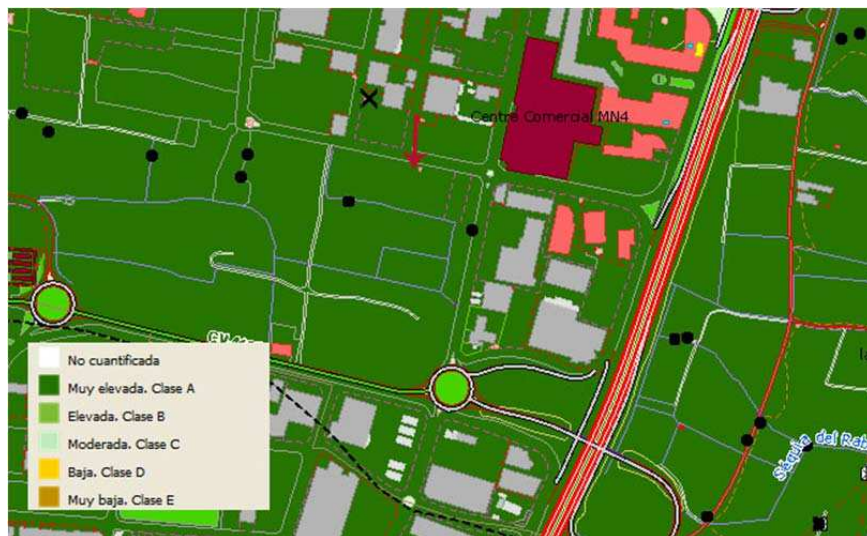 Centre Comercial MN4
No cuantificada
Muy elevada. Clase A
Elevada. Clase B
Moderada. Clase C
Baja. Clase D
Muy baja. Clase E
Séquia del